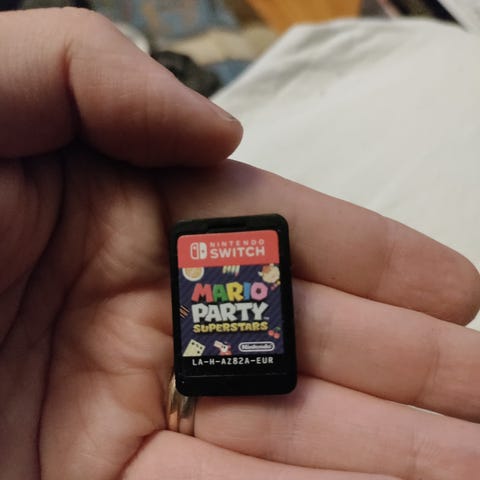 NINTENDO
SWITCH
MARIO
PARTY
SUPERSTARS
Nintendo
LA-H-AZ82A-EUR